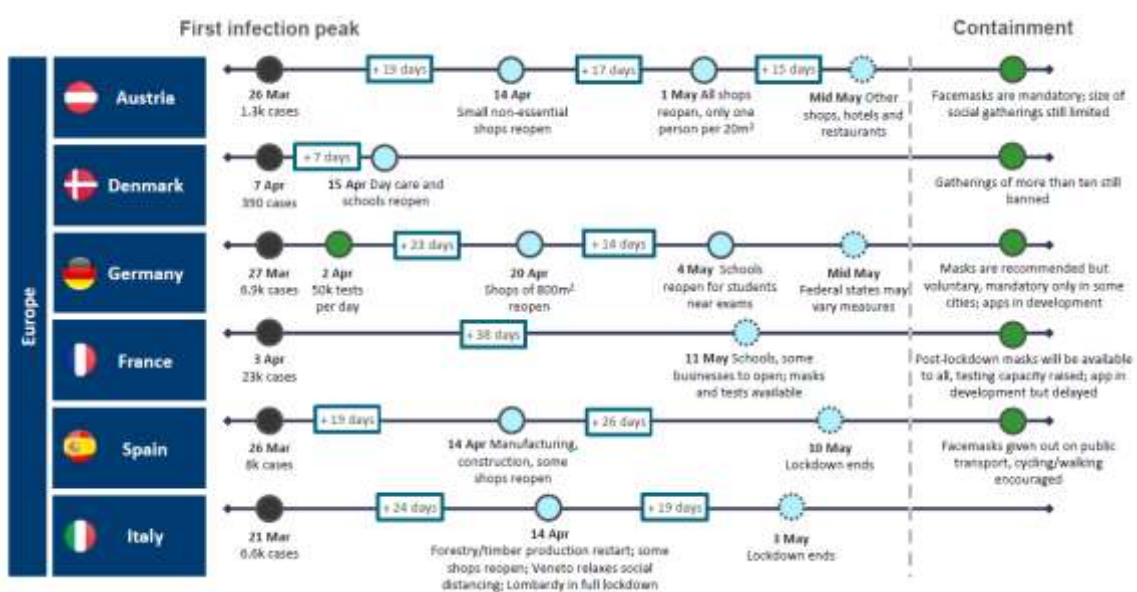 First infection peak
Containment
Europe
Austria
+ 19 days
+ 17 days
+ 15 days
26 Mar
1.3k cases
14 Apr
Small non-essential
shops reopen
1 May All shops
reopen, only one
person per 20m²
Mid May Other
shops, hotels and
restaurants
Facemasks are mandatory; size of
social gatherings still limited
Denmark
+ 7 days
7 Apr
390 cases
15 Apr Day care and
schools reopen
Gatherings of more than ten still
banned
Germany
+ 23 days
+ 14 days
27 Mar
6.9k cases
2 Apr
50k tests
per day
20 Apr
Shops of 800m²
reopen
4 May Schools
reopen for students
near exams
Mid May
Federal states may
vary measures
Masks are recommended but
voluntary, mandatory only in some
cities; apps in development
France
+ 38 days
3 Apr
23k cases
11 May Schools, some
businesses to open; masks
and tests available
Post-lockdown masks will be available
to all, testing capacity raised; app in
development but delayed
Spain
+ 19 days
+ 26 days
26 Mar
8k cases
14 Apr Manufacturing,
construction, some
shops reopen
10 May
Lockdown ends
Facemasks given out on public
transport, cycling/walking
encouraged
Italy
+ 24 days
+ 19 days
21 Mar
6.6k cases
14 Apr
Forestry/timber production restart; some
shops reopen; Veneto relaxes social
distancing; Lombardy in full lockdown
3 May
Lockdown ends